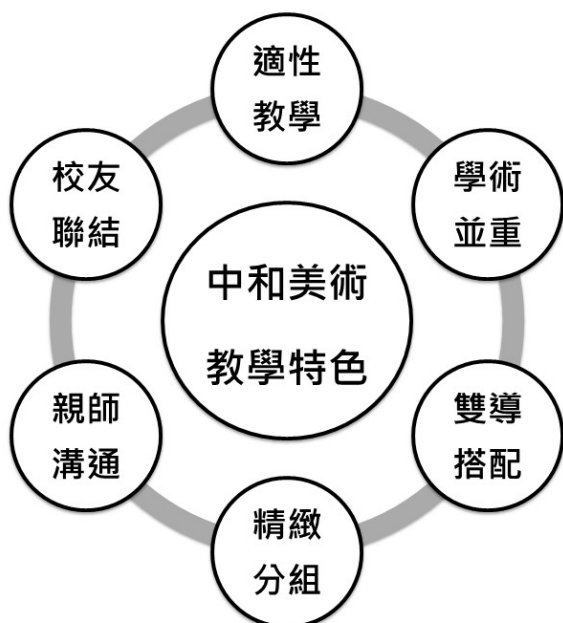 適性
教學
學術
並重
雙導
搭配
精緻
分組
親師
溝通
校友
聯結
中和美術
教學特色